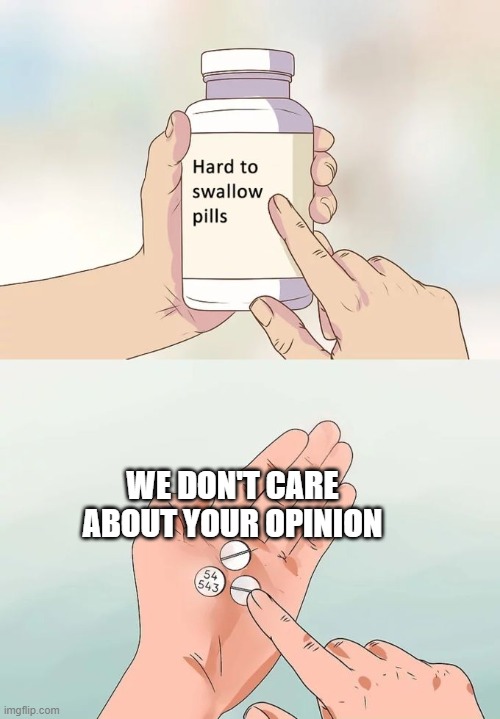 Hard to
swallow
pills
WE DON'T CARE
ABOUT YOUR OPINION
54
543
imgflip.com